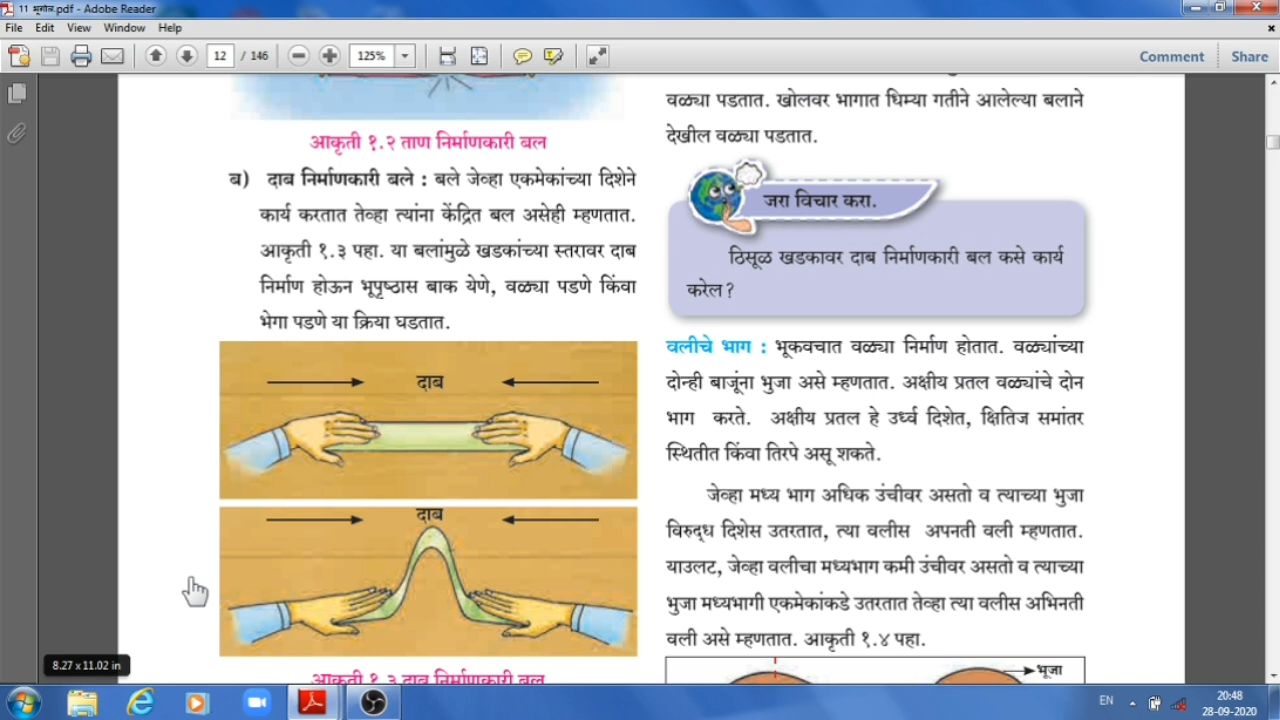 11 भूगोल.pdf - Adobe Reader
File Edit View Window Help
12 / 146 125% Comment Share
आकृती १.२ ताण निर्माणकारी बल
ब) दाब निर्माणकारी बले : बले जेव्हा एकमेकांच्या दिशेने
कार्य करतात तेव्हा त्यांना केंद्रित बल असेही म्हणतात.
आकृती १.३ पहा. या बलांमुळे खडकांच्या स्तरावर दाब
निर्माण होऊन भूपृष्ठास बाक येणे, वळ्या पडणे किंवा
भेगा पडणे या क्रिया घडतात.
दाब
दाब
आकृती १.३ दाब निर्माणकारी बल
वळ्या पडतात. खोलवर भागात धिम्या गतीने आलेल्या बलाने
देखील वळ्या पडतात.
जरा विचार करा.
ठिसूळ खडकावर दाब निर्माणकारी बल कसे कार्य
करेल?
वलीचे भाग : भूकवचात वळ्या निर्माण होतात. वळ्यांच्या
दोन्ही बाजूंना भुजा असे म्हणतात. अक्षीय प्रतल वळ्यांचे दोन
भाग करते. अक्षीय प्रतल हे उर्ध्व दिशेत, क्षितिज समांतर
स्थितीत किंवा तिरपे असू शकते.
जेव्हा मध्य भाग अधिक उंचीवर असतो व त्याच्या भुजा
विरुद्ध दिशेस उतरतात, त्या वलीस अपनती वली म्हणतात.
याउलट, जेव्हा वलीचा मध्यभाग कमी उंचीवर असतो व त्याच्या
भुजा मध्यभागी एकमेकांकडे उतरतात तेव्हा त्या वलीस अभिनती
वली असे म्हणतात. आकृती १.४ पहा.
भूजा
8.27 x 11.02 in
EN 20:48
28-09-2020